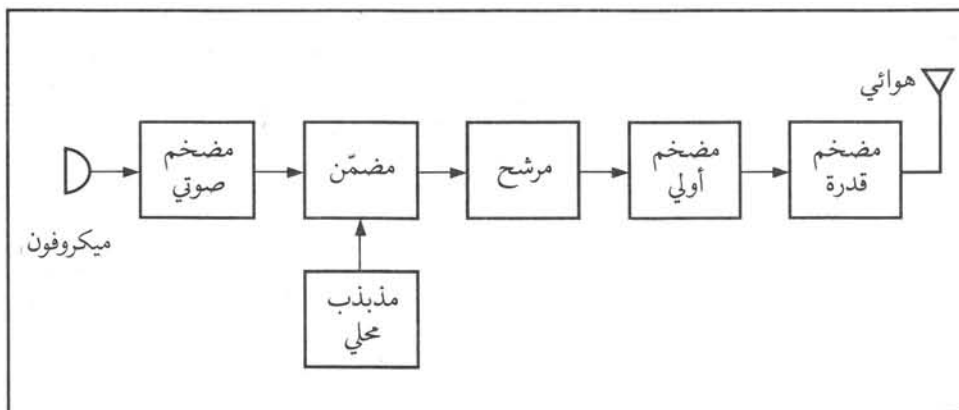 هوائي
مضخم
صوتي
مضمّن
مرشح
مضخم
أولي
مضخم
قدرة
ميكروفون
مذبذب
محلي